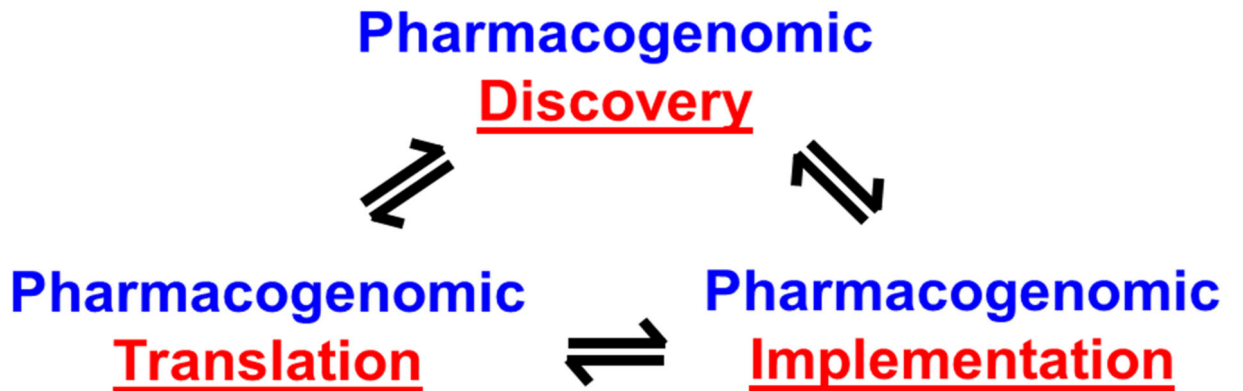 Pharmacogenomic
Discovery
Pharmacogenomic
Translation
Pharmacogenomic
Implementation